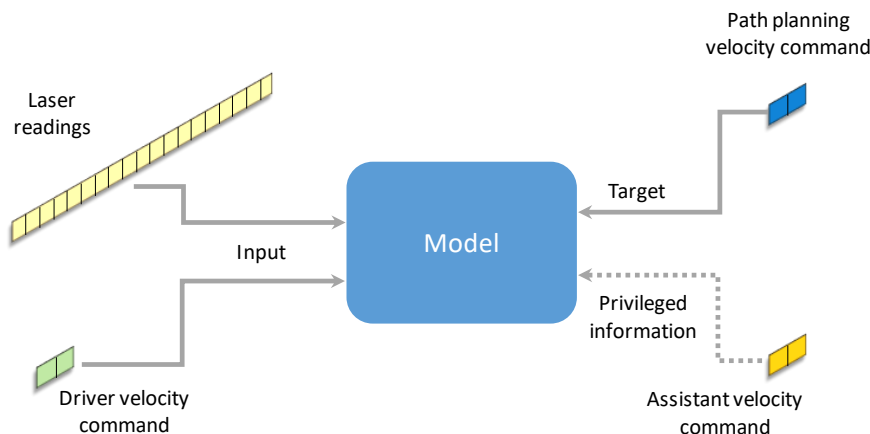 Path planning
velocity command
Laser
readings
Target
Model
Input
Privileged
information
Driver velocity
command
Assistant velocity
command